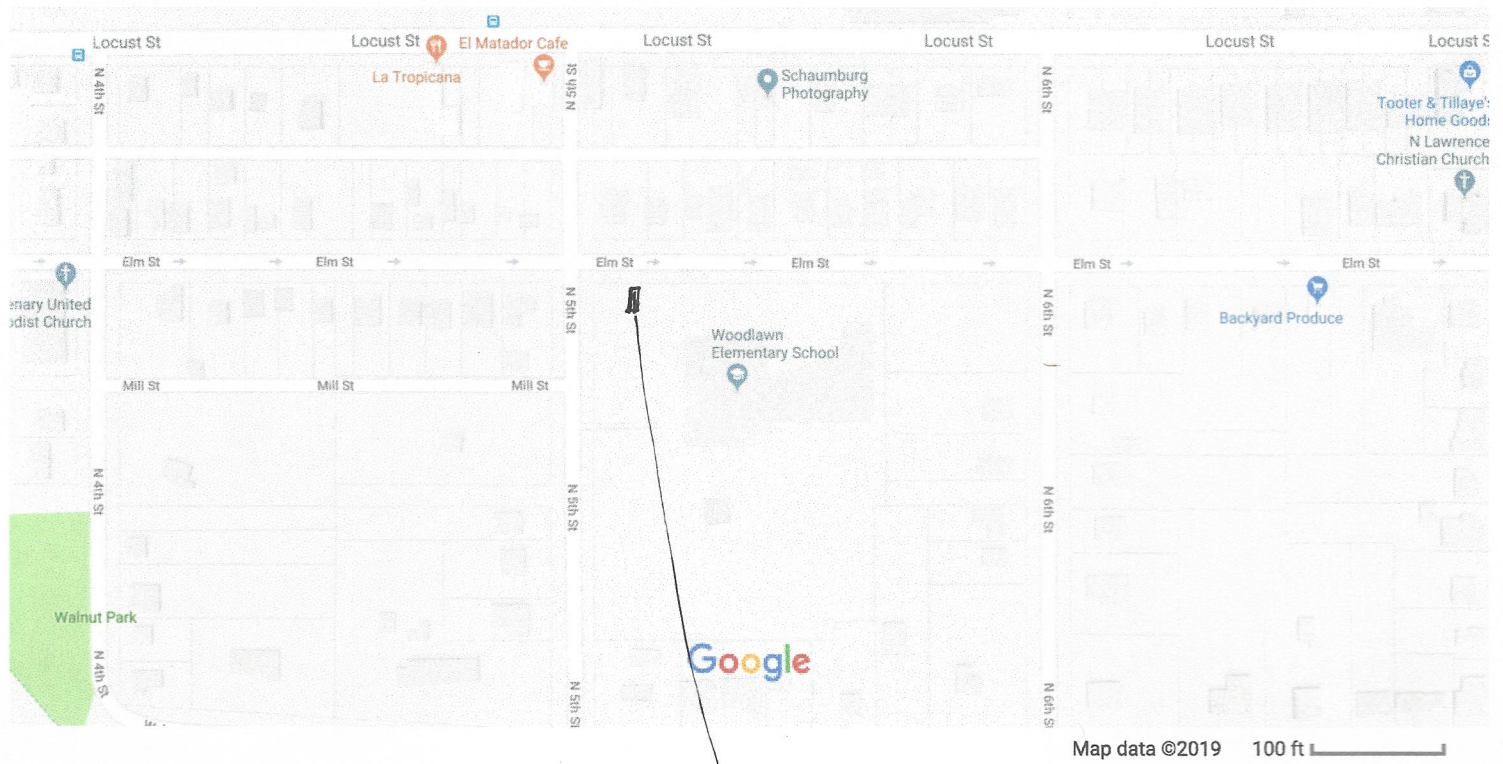 Locust St
Locust St
El Matador Cafe
Locust St
Locust St
Locust St
Locust S
La Tropicana
N 4th St
N 5th St
Schaumburg
Photography
N 6th St
Tooter & Tillaye's
Home Goods
N Lawrence
Christian Church
Elm St
Elm St
Elm St
Elm St
Elm St
Elm St
enary United
odist Church
N 5th St
Woodlawn
Elementary School
N 6th St
Backyard Produce
Mill St
Mill St
Mill St
N 4th St
N 5th St
N 6th St
Walnut Park
N 4th St
Google
N 5th St
N 6th St
Map data ©2019
100 ft